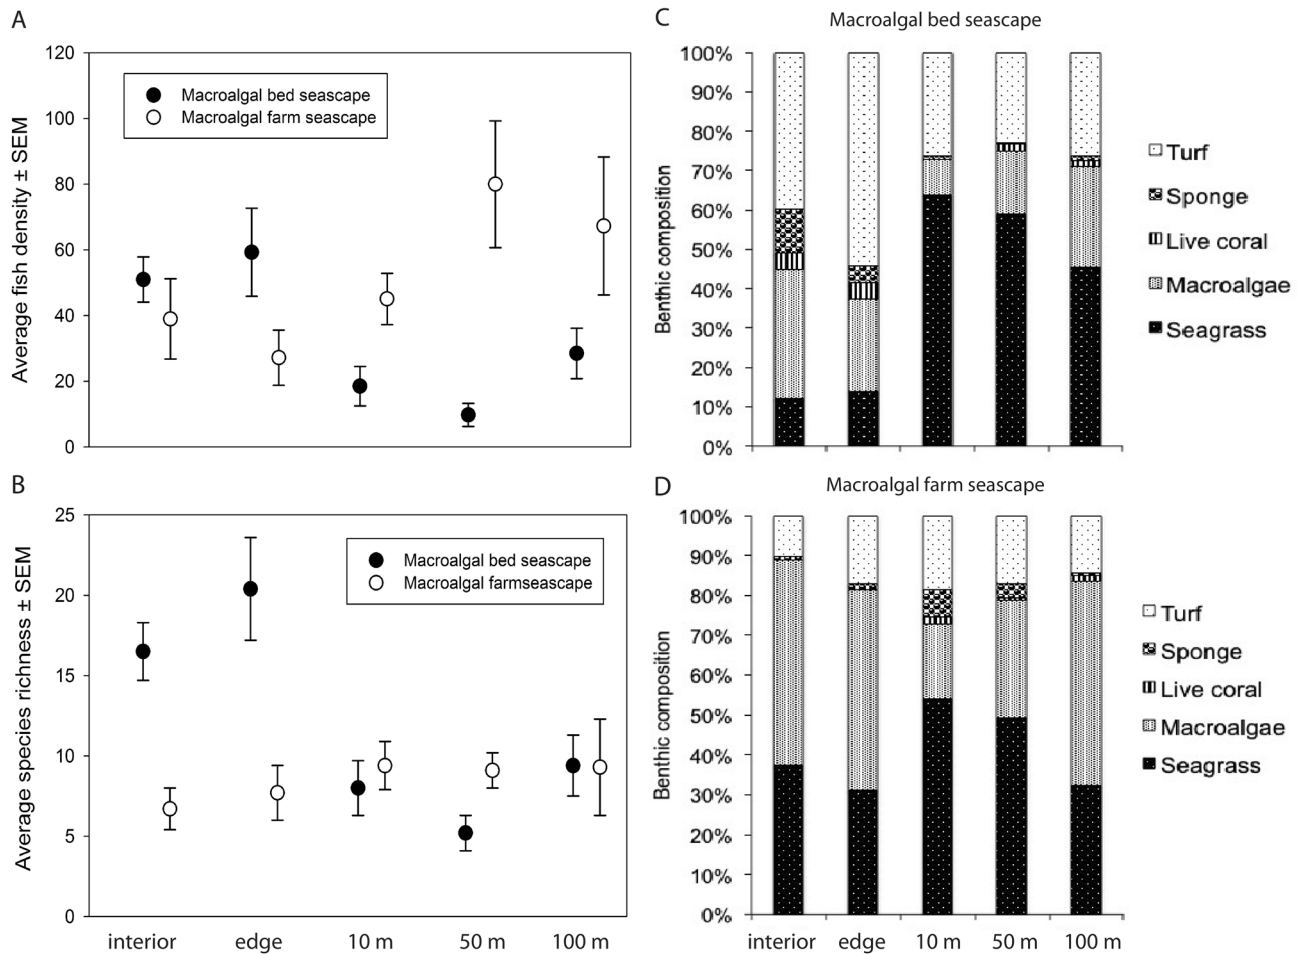 A
Average fish density ± SEM
120
100
80
60
40
20
0
Macroalgal bed seascape
Macroalgal farm seascape
B
Average species richness ± SEM
25
20
15
10
5
0
Macroalgal bed seascape
Macroalgal farmseascape
interior edge 10 m 50 m 100 m
C
Macroalgal bed seascape
Benthic composition
100%
90%
80%
70%
60%
50%
40%
30%
20%
10%
0%
Turf
Sponge
Live coral
Macroalgae
Seagrass
D
Macroalgal farm seascape
Benthic composition
100%
90%
80%
70%
60%
50%
40%
30%
20%
10%
0%
Turf
Sponge
Live coral
Macroalgae
Seagrass
interior edge 10 m 50 m 100 m